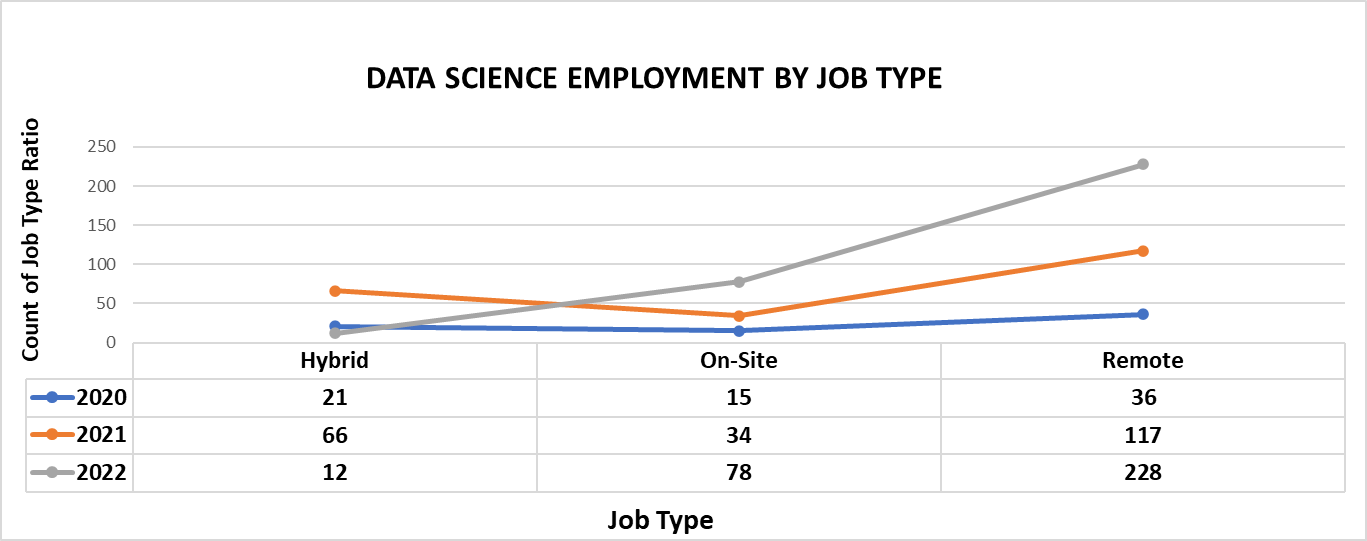 DATA SCIENCE EMPLOYMENT BY JOB TYPE
Count of Job Type Ratio
250
200
150
100
50
0
Hybrid On-Site Remote
2020 21 15 36
2021 66 34 117
2022 12 78 228
Job Type